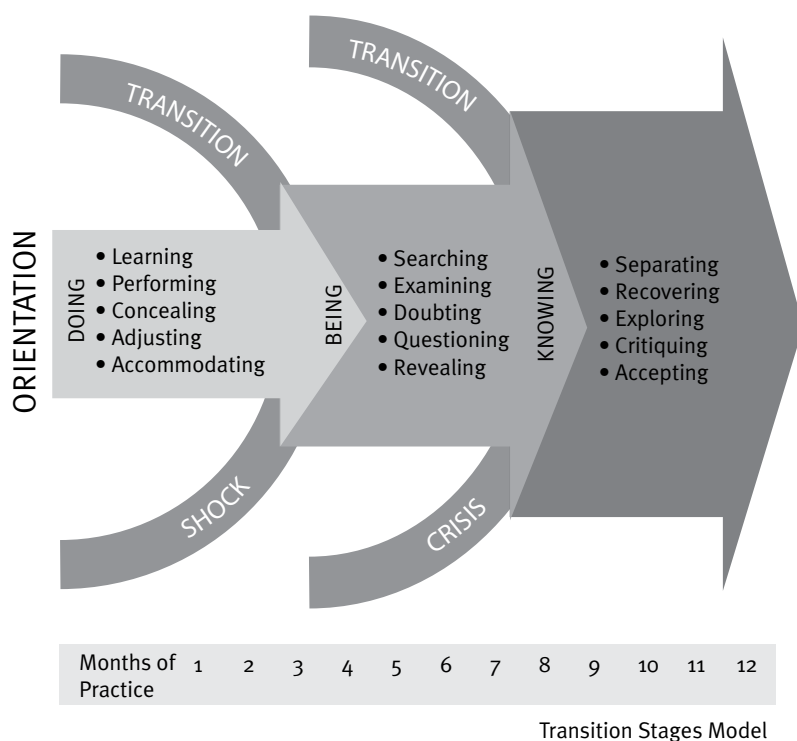 TRANSITION
TRANSITION
ORIENTATION
DOING
• Learning
• Performing
• Concealing
• Adjusting
• Accommodating
BEING
• Searching
• Examining
• Doubting
• Questioning
• Revealing
KNOWING
• Separating
• Recovering
• Exploring
• Critiquing
• Accepting
SHOCK
CRISIS
Months of 1 2 3 4 5 6 7 8 9 10 11 12
Practice
Transition Stages Model